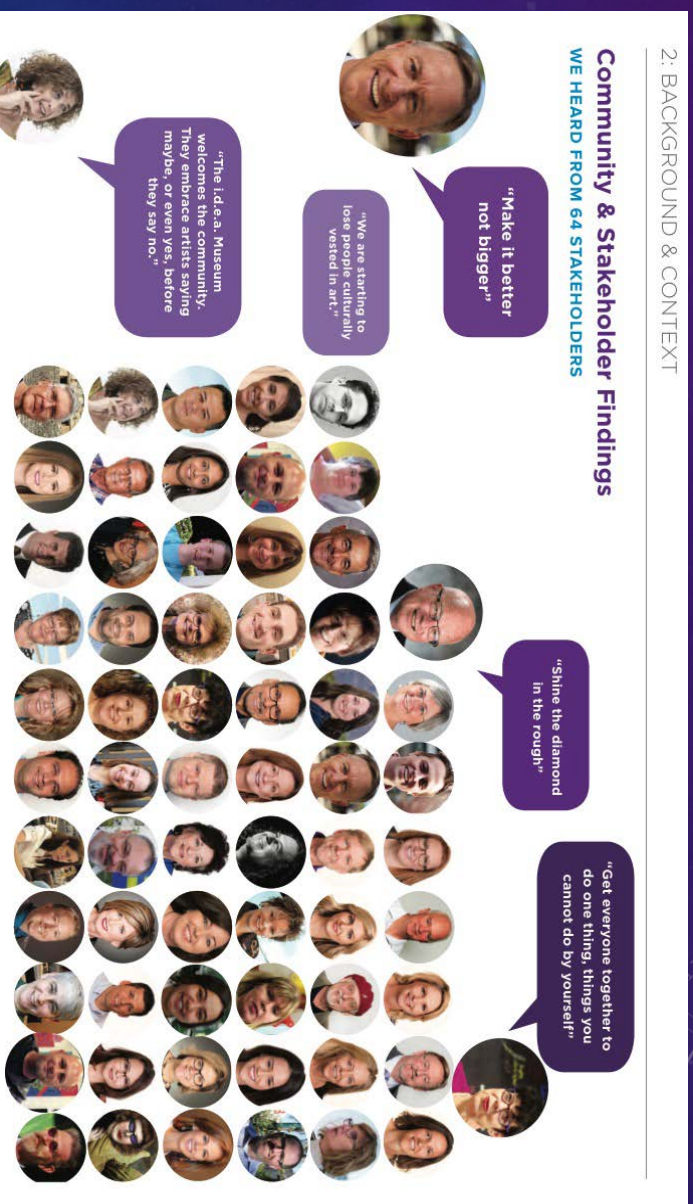 2: BACKGROUND & CONTEXT
Community & Stakeholder Findings
WE HEARD FROM 64 STAKEHOLDERS
“Make it better
not bigger”
“We are starting to
lose people culturally
vested in art.”
“The i.d.e.a. Museum
welcomes the community.
They embrace artists saying
maybe, or even yes, before
they say no.”
“Shine the diamond
in the rough”
“Get everyone together to
do one thing, things you
cannot do by yourself”